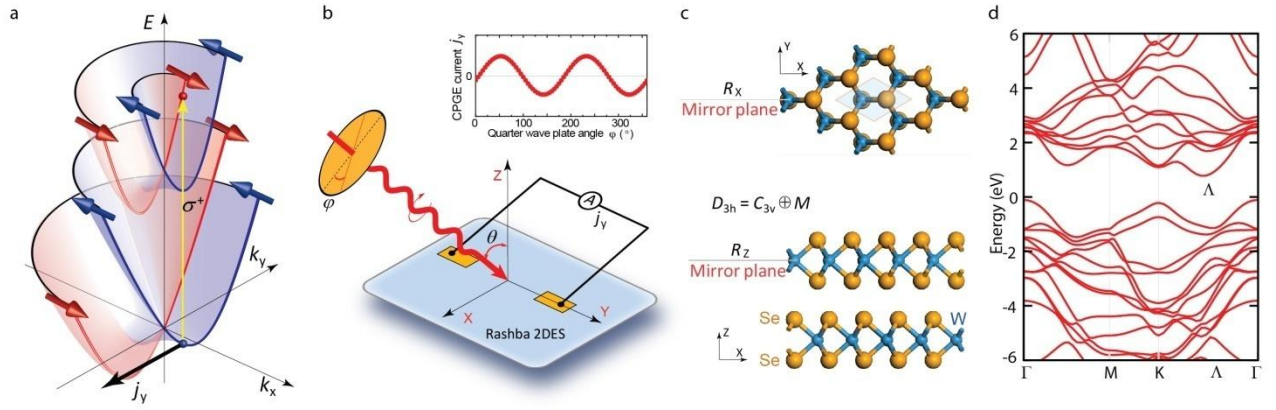 a
E
σ⁺
k_y
k_x
j_y
b
CPGE current j_y
0
0
100
200
300
Quarter wave plate angle φ (°)
φ
Z
A
j_y
θ
X
Y
Rashba 2DES
c
Y
X
R_X
Mirror plane
D_3h = C_3v ⊕ M
R_Z
Mirror plane
Se
W
Z
X
Se
d
6
4
2
0
-2
-4
-6
Energy (eV)
Λ
Γ
M
K
Λ
Γ